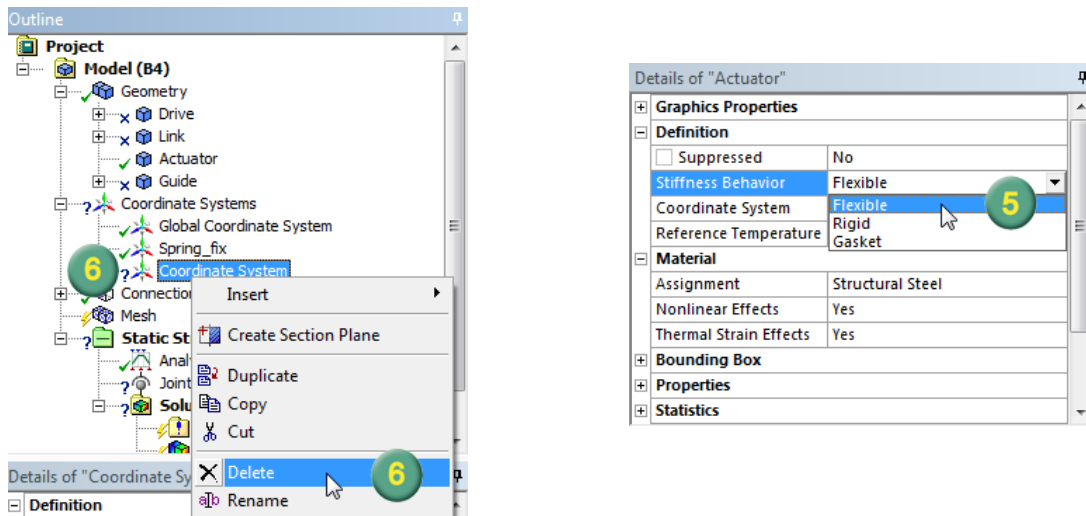 Outline
Project
Model (B4)
Geometry
Drive
Link
Actuator
Guide
Coordinate Systems
Global Coordinate System
Spring_fix
6
Coordinate System
Connection
Insert
Mesh
Static St
Create Section Plane
Anal
Joint
Duplicate
Solu
Copy
Cut
Details of "Coordinate Sy
Delete
6
Rename
Definition
Details of "Actuator"
Graphics Properties
Definition
Suppressed No
Stiffness Behavior Flexible
Coordinate System Flexible
5
Rigid
Reference Temperature Gasket
Material
Assignment Structural Steel
Nonlinear Effects Yes
Thermal Strain Effects Yes
Bounding Box
Properties
Statistics